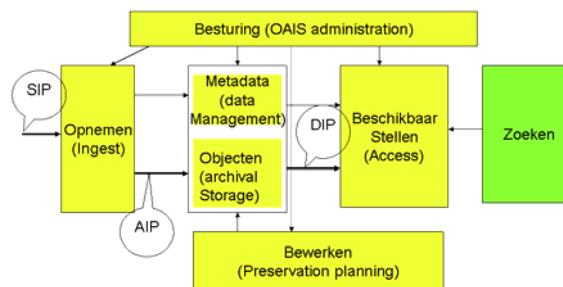 Besturing (OAIS administration)
SIP
Opnemen
(Ingest)
AIP
Metadata
(data
Management)
Objecten
(archival
Storage)
DIP
Beschikbaar
Stellen
(Access)
Zoeken
Bewerken
(Preservation planning)